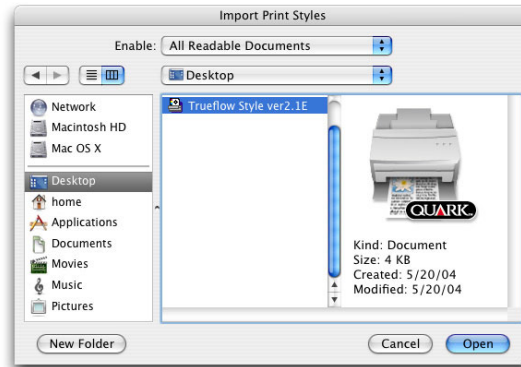 Import Print Styles
Enable: All Readable Documents
Desktop
Network
Macintosh HD
Mac OS X
Desktop
home
Applications
Documents
Movies
Music
Pictures
Trueflow Style ver2.1E
QUARK
Kind: Document
Size: 4 KB
Created: 5/20/04
Modified: 5/20/04
New Folder
Cancel
Open